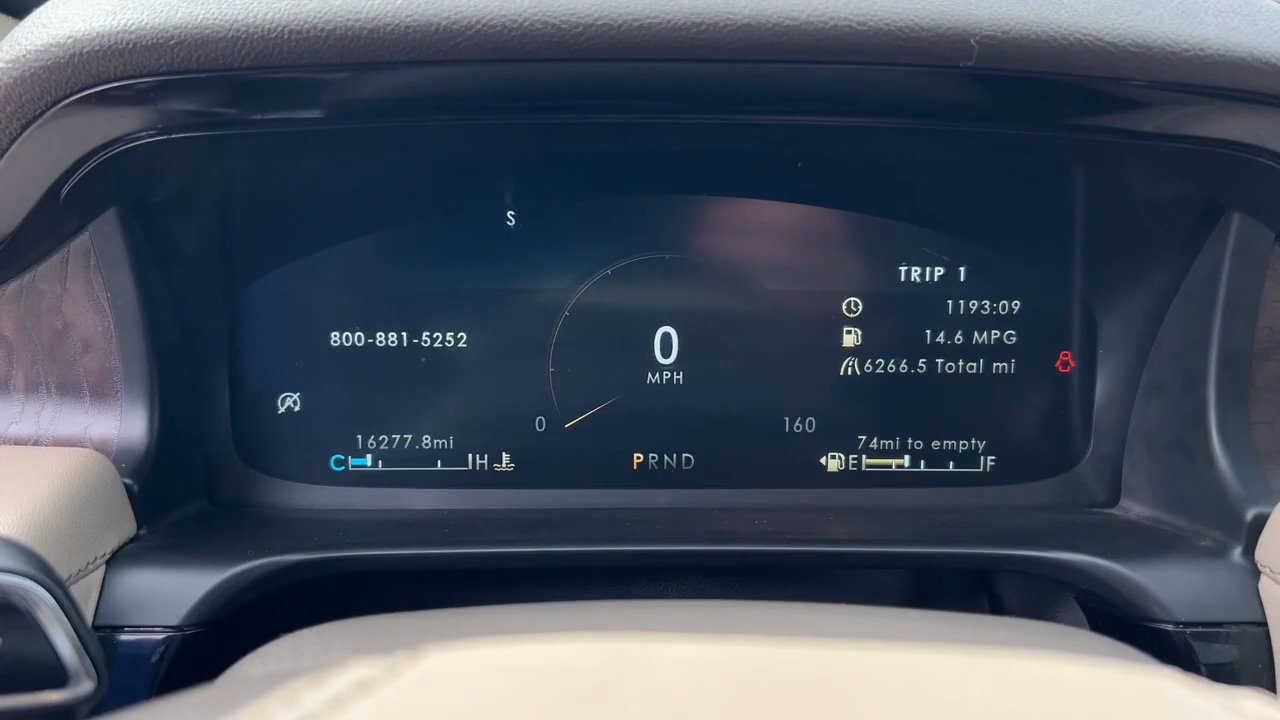 S
TRIP 1
1193:09
800-881-5252
14.6 MPG
0
MPH
6266.5 Total mi
0
160
16277.8mi
74mi to empty
C H
PRND
E F